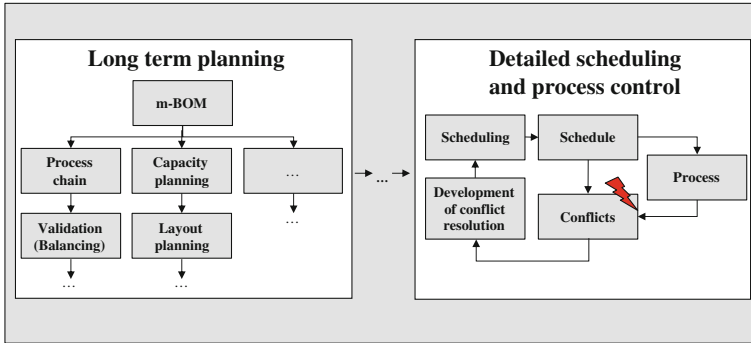 Long term planning
m-BOM
Process
chain
Capacity
planning
…
Validation
(Balancing)
Layout
planning
…
…
…
...
Detailed scheduling
and process control
Scheduling
Schedule
Process
Development
of conflict
resolution
Conflicts